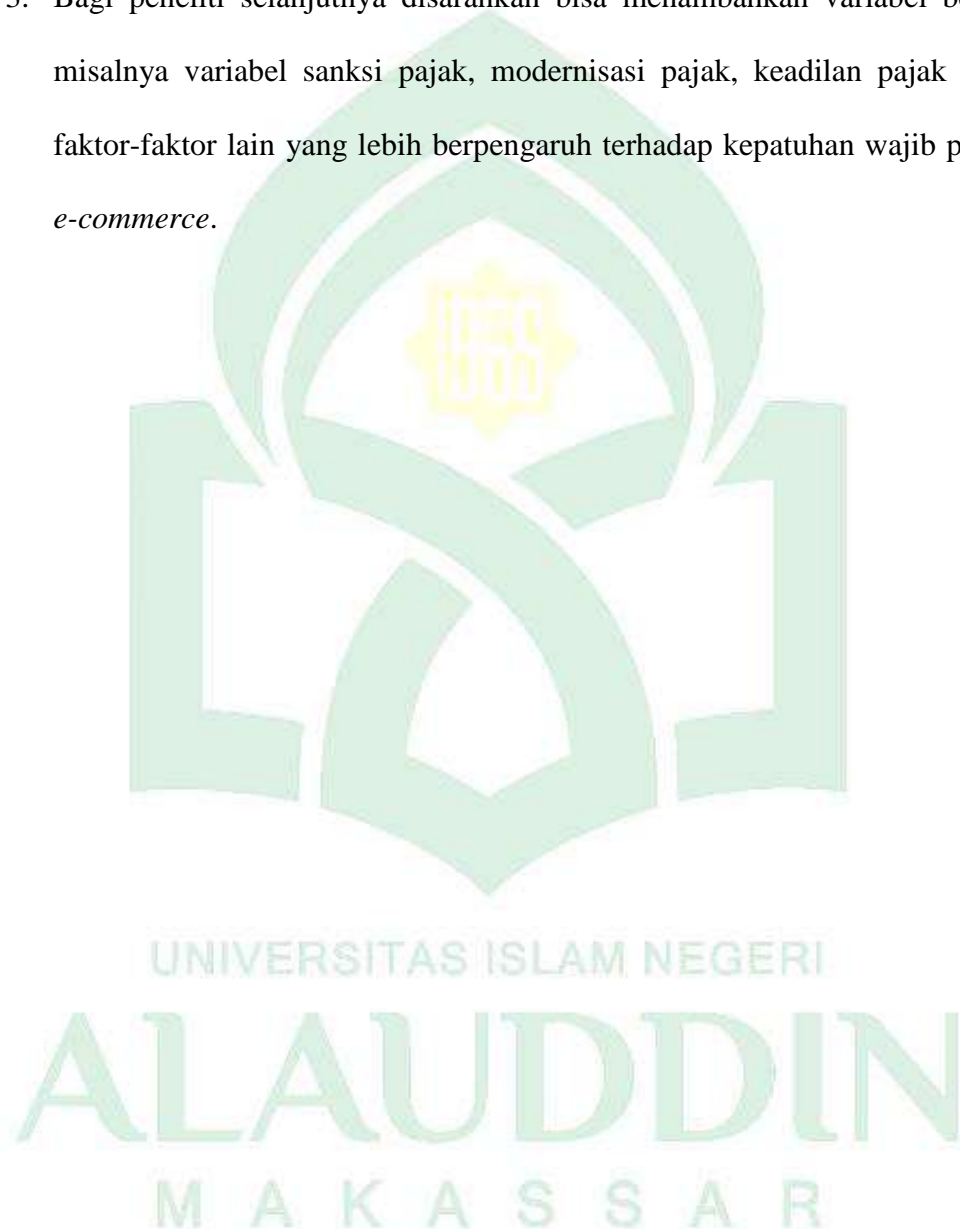 Bagi peneliti selanjutnya disarankan bisa menambahkan variabel
misalnya variabel sanksi pajak, modernisasi pajak, keadilan pajak
faktor-faktor lain yang lebih berpengaruh terhadap kepatuhan wajib
e-commerce.
UNIVERSITAS ISLAM NEGERI
ALAUDDIN
MAKASSAR